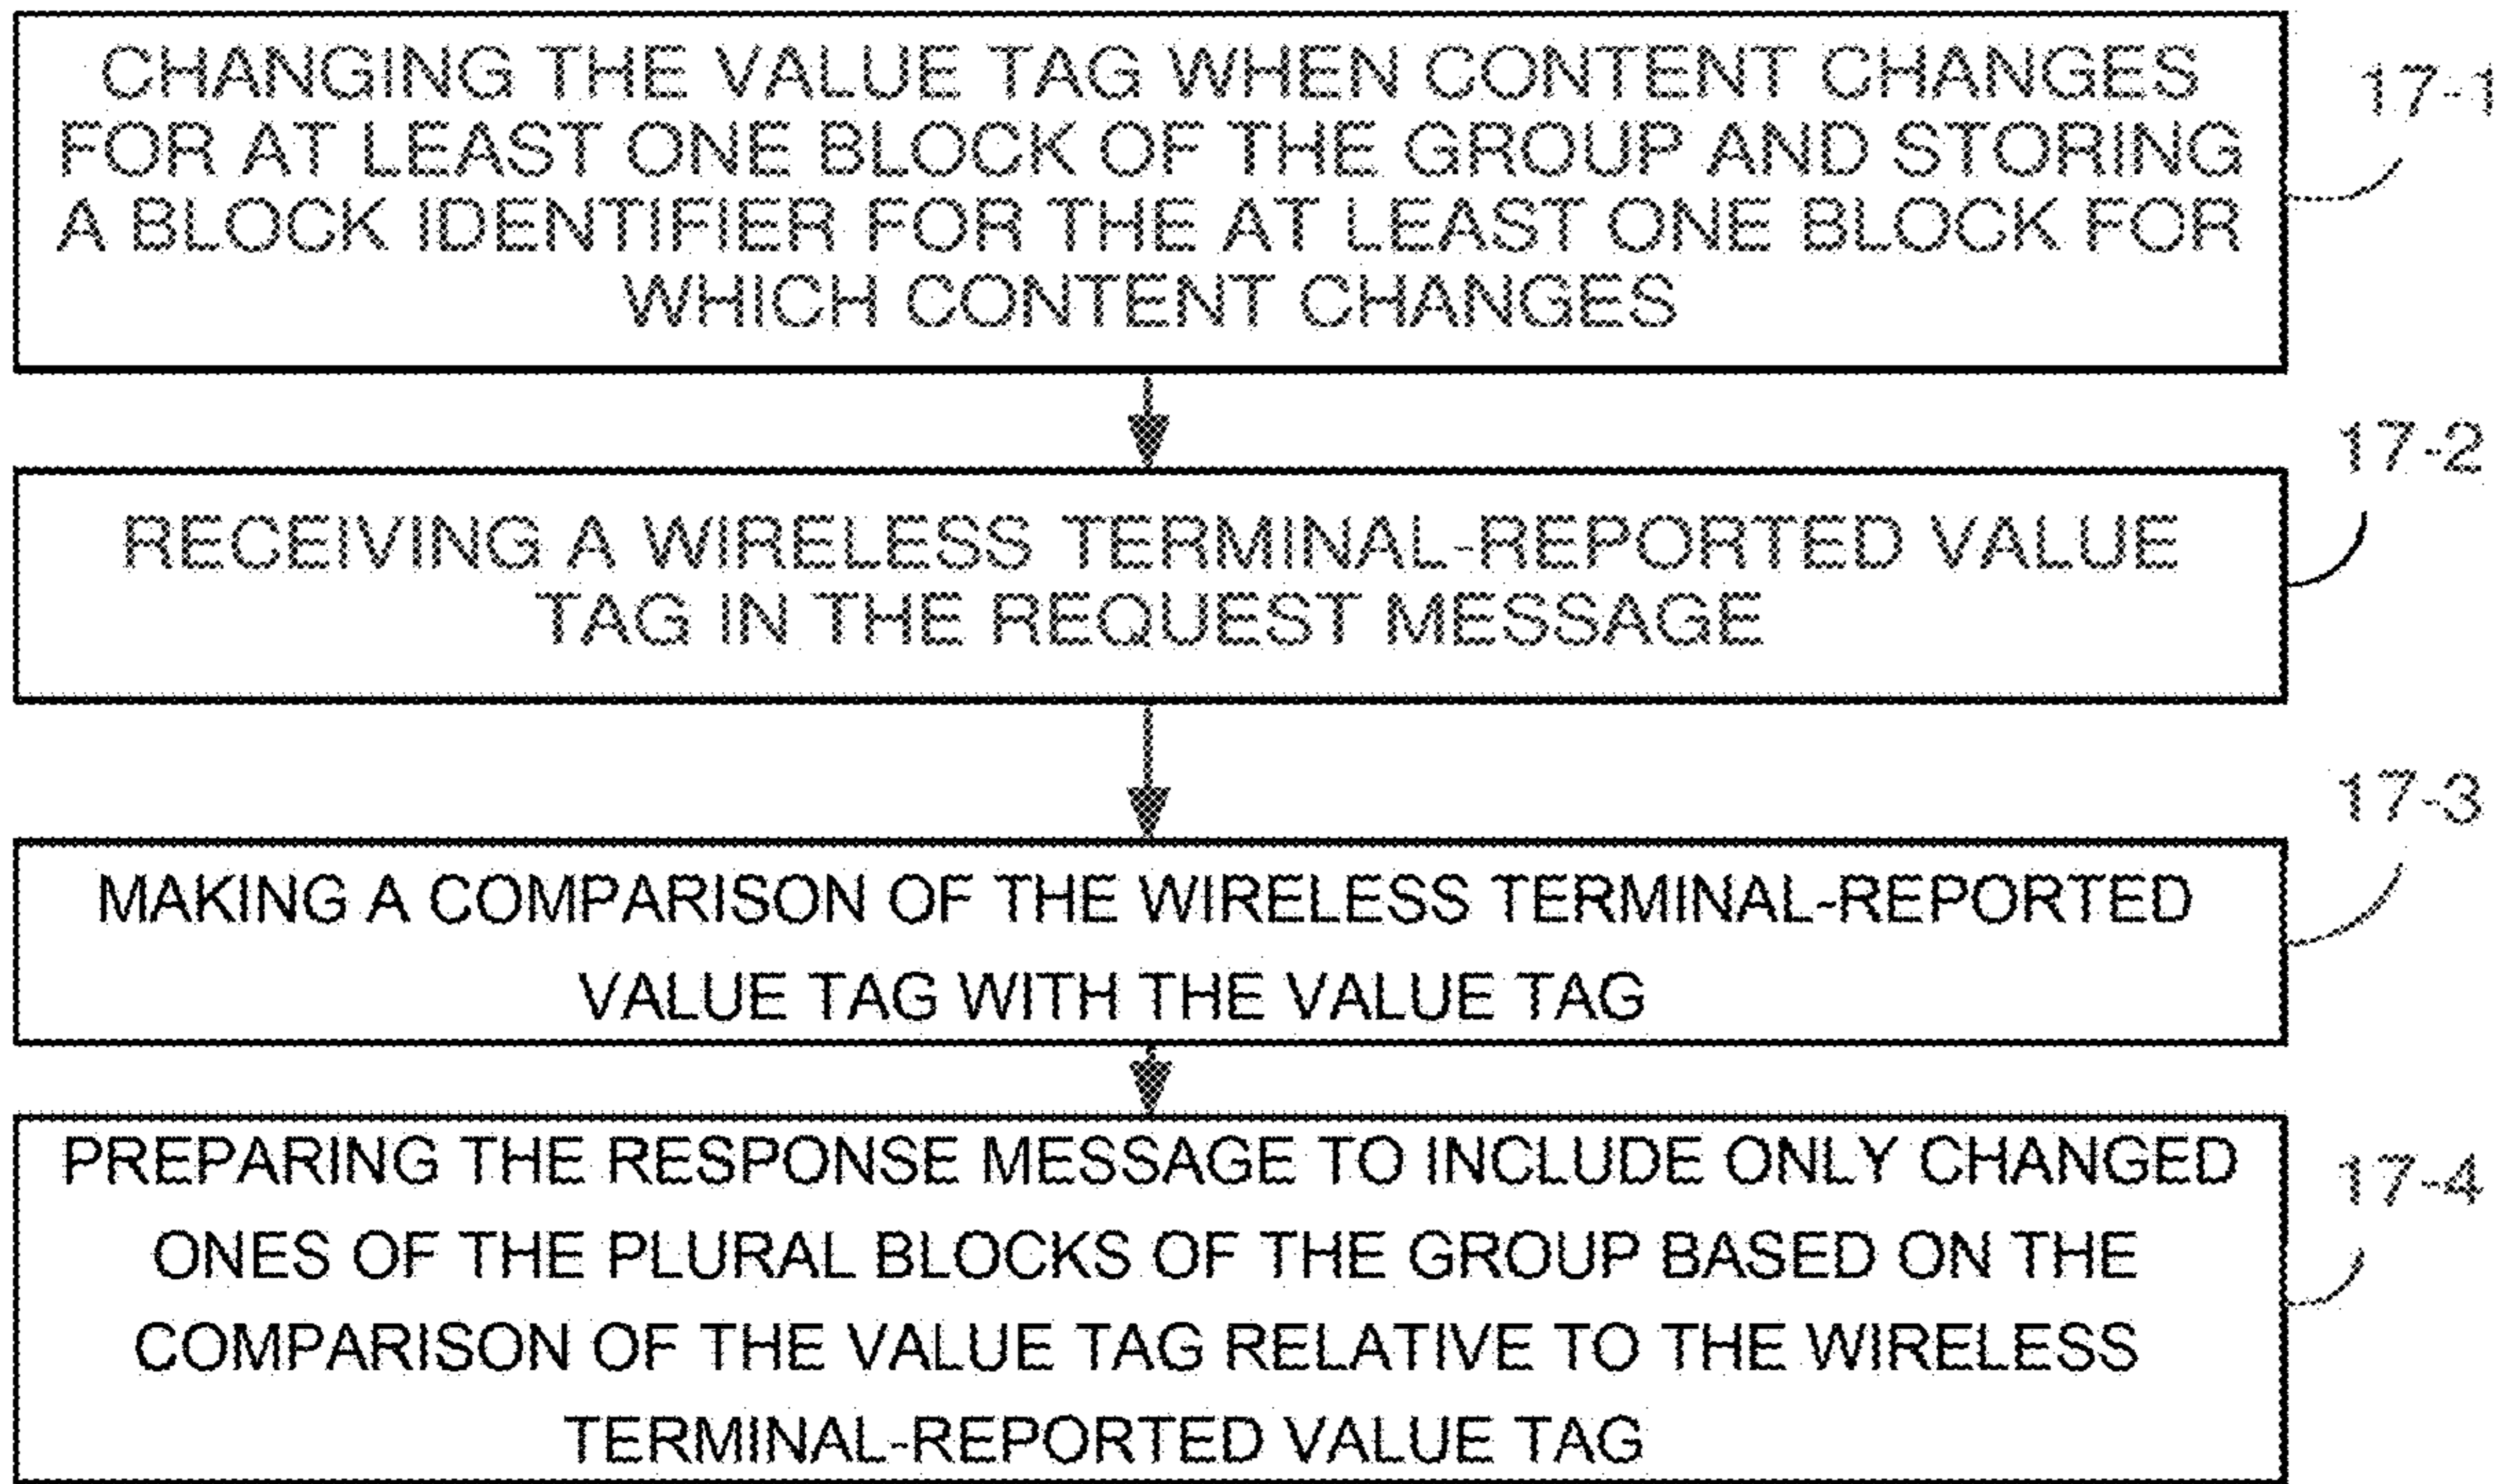 CHANGING THE VALUE TAG WHEN CONTENT CHANGES
FOR AT LEAST ONE BLOCK OF THE GROUP AND STORING
A BLOCK IDENTIFIER FOR THE AT LEAST ONE BLOCK FOR
WHICH CONTENT CHANGES
17-1
RECEIVING A WIRELESS TERMINAL-REPORTED VALUE
TAG IN THE REQUEST MESSAGE
17-2
MAKING A COMPARISON OF THE WIRELESS TERMINAL-REPORTED
VALUE TAG WITH THE VALUE TAG
17-3
PREPARING THE RESPONSE MESSAGE TO INCLUDE ONLY CHANGED
ONES OF THE PLURAL BLOCKS OF THE GROUP BASED ON THE
COMPARISON OF THE VALUE TAG RELATIVE TO THE WIRELESS
TERMINAL-REPORTED VALUE TAG
17-4